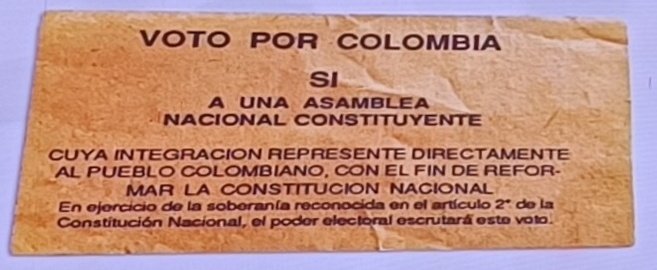 VOTO POR COLOMBIA
SI
A UNA ASAMBLEA
NACIONAL CONSTITUYENTE
CUYA INTEGRACION REPRESENTE DIRECTAMENTE
AL PUEBLO COLOMBIANO, CON EL FIN DE REFOR-
MAR LA CONSTITUCION NACIONAL
En ejercicio de la soberanía reconocida en el artículo 2° de la
Constitución Nacional, el poder electoral escrutará este voto.